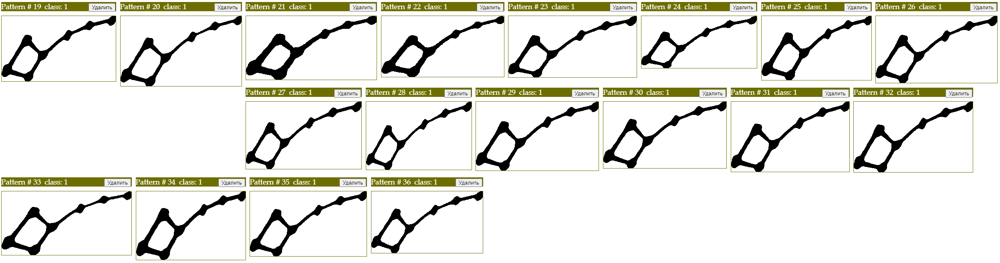 Pattern # 19 class: 1 Удалить
Pattern # 20 class: 1 Удалить
Pattern # 21 class: 1 Удалить
Pattern # 22 class: 1 Удалить
Pattern # 23 class: 1 Удалить
Pattern # 24 class: 1 Удалить
Pattern # 25 class: 1 Удалить
Pattern # 26 class: 1 Удалить
Pattern # 27 class: 1 Удалить
Pattern # 28 class: 1 Удалить
Pattern # 29 class: 1 Удалить
Pattern # 30 class: 1 Удалить
Pattern # 31 class: 1 Удалить
Pattern # 32 class: 1 Удалить
Pattern # 33 class: 1 Удалить
Pattern # 34 class: 1 Удалить
Pattern # 35 class: 1 Удалить
Pattern # 36 class: 1 Удалить